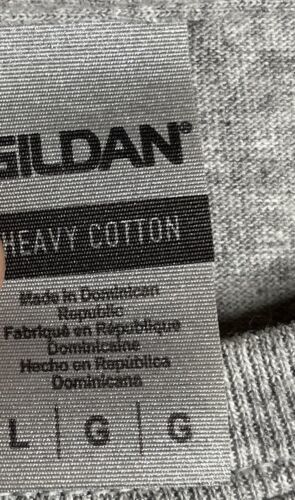 GILDAN®
HEAVY COTTON
Made in Dominican
Republic
Fabriqué en République
Dominicaine
Hecho en República
Dominicana
L | G | G